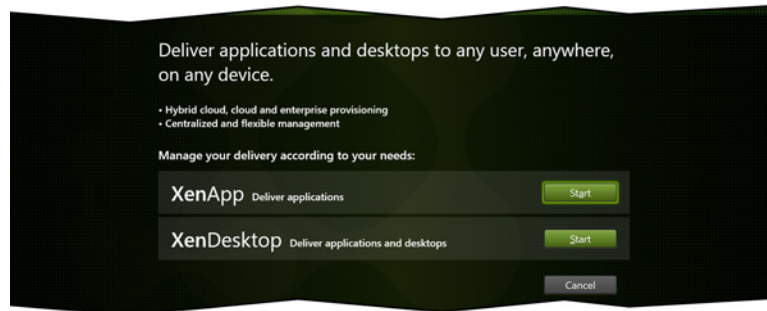 Deliver applications and desktops to any user, anywhere,
on any device.
• Hybrid cloud, cloud and enterprise provisioning
• Centralized and flexible management
Manage your delivery according to your needs:
XenApp Deliver applications Start
XenDesktop Deliver applications and desktops Start
Cancel